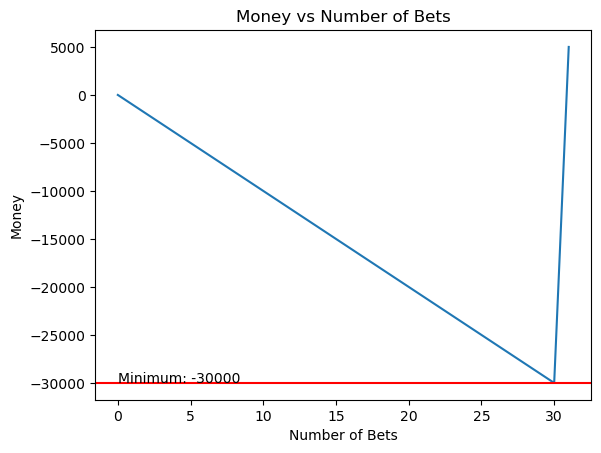 Money vs Number of Bets
5000
0
−5000
−10000
−15000
−20000
−25000
−30000
Money
Minimum: -30000
0 5 10 15 20 25 30
Number of Bets